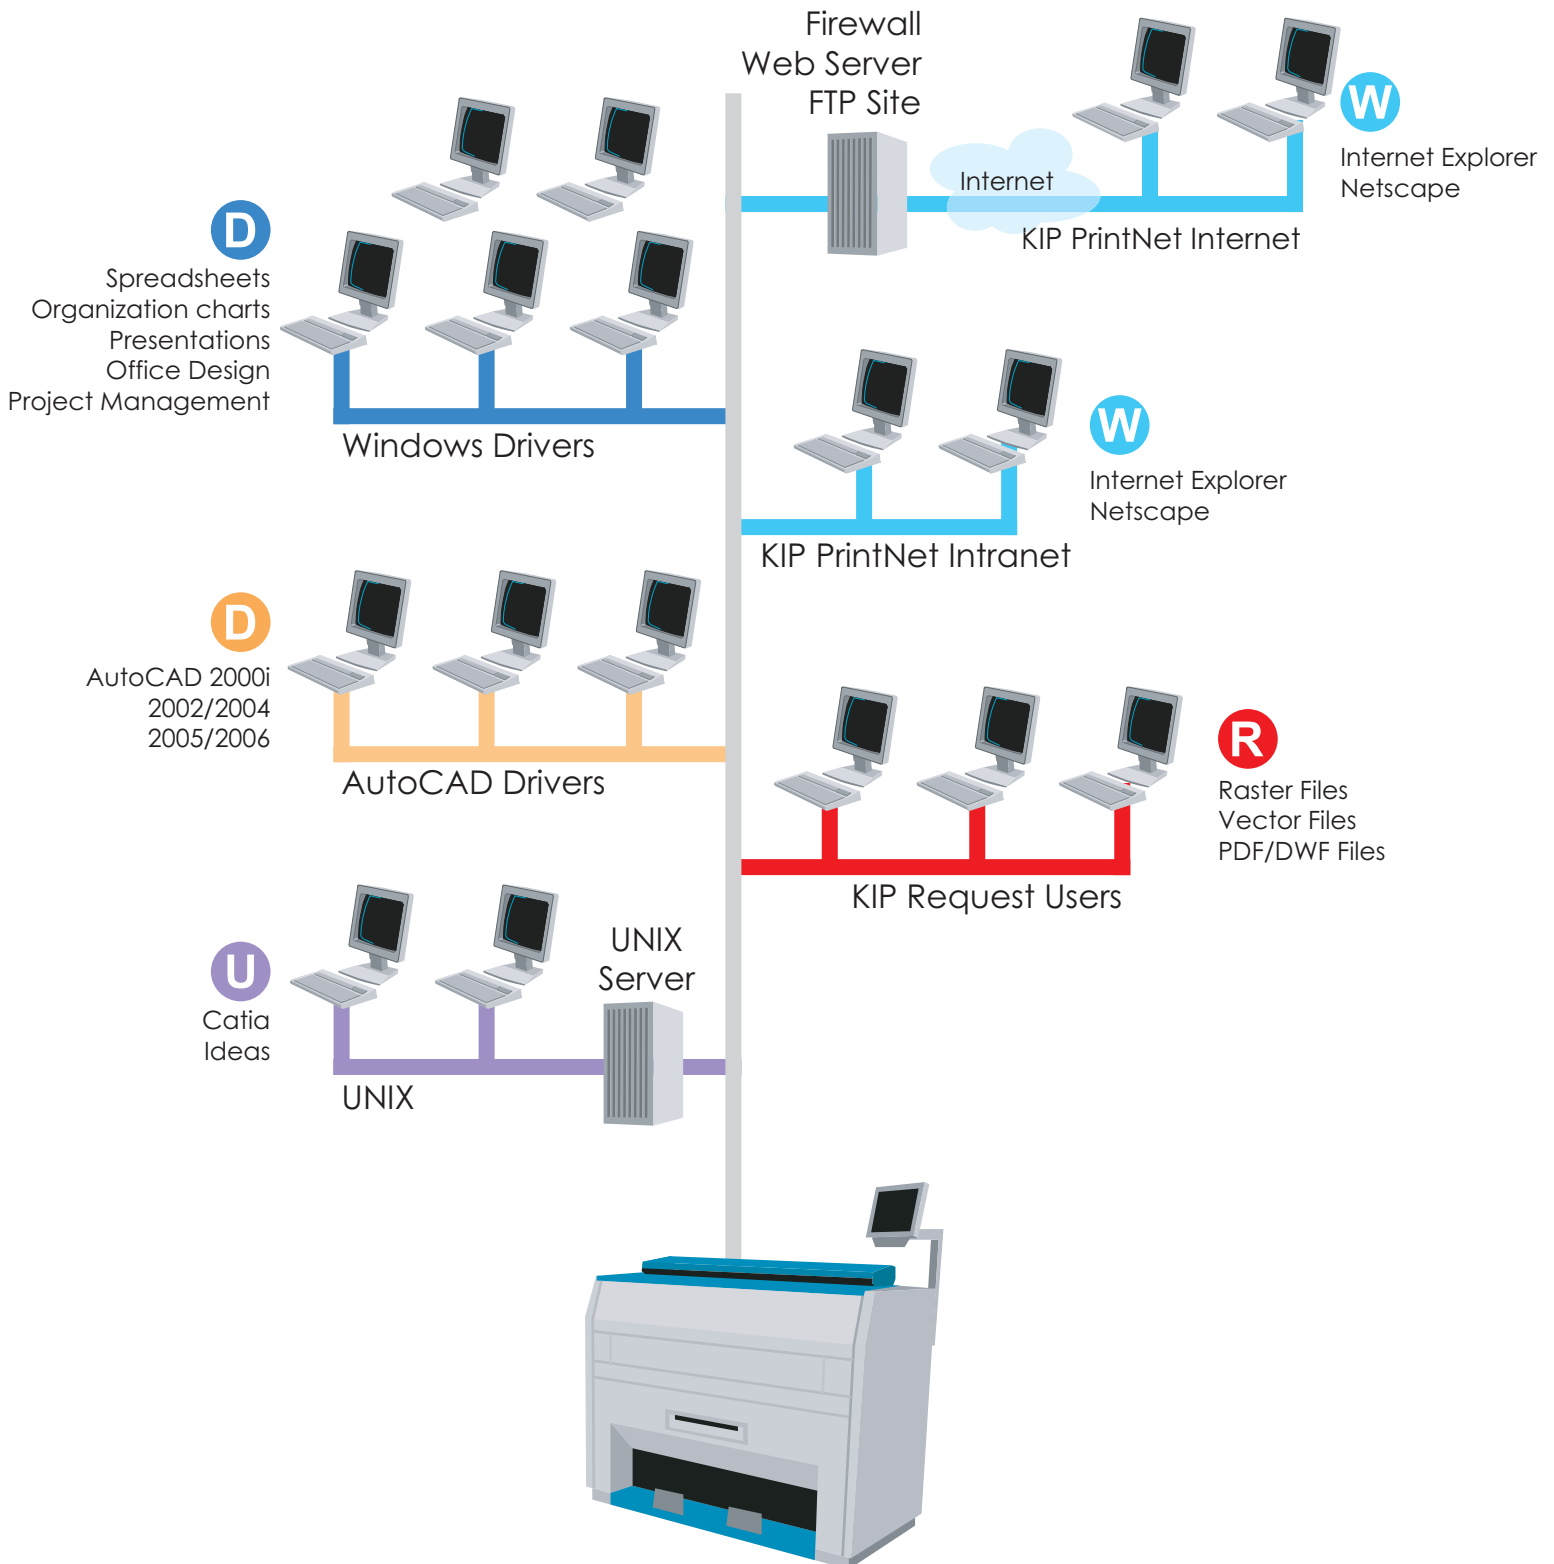 Firewall
Web Server
FTP Site
W
Internet Explorer
Netscape
Internet
KIP PrintNet Internet
D
Spreadsheets
Organization charts
Presentations
Office Design
Project Management
Windows Drivers
W
Internet Explorer
Netscape
KIP PrintNet Intranet
D
AutoCAD 2000i
2002/2004
2005/2006
AutoCAD Drivers
R
Raster Files
Vector Files
PDF/DWF Files
KIP Request Users
U
Catia
Ideas
UNIX
Server
UNIX